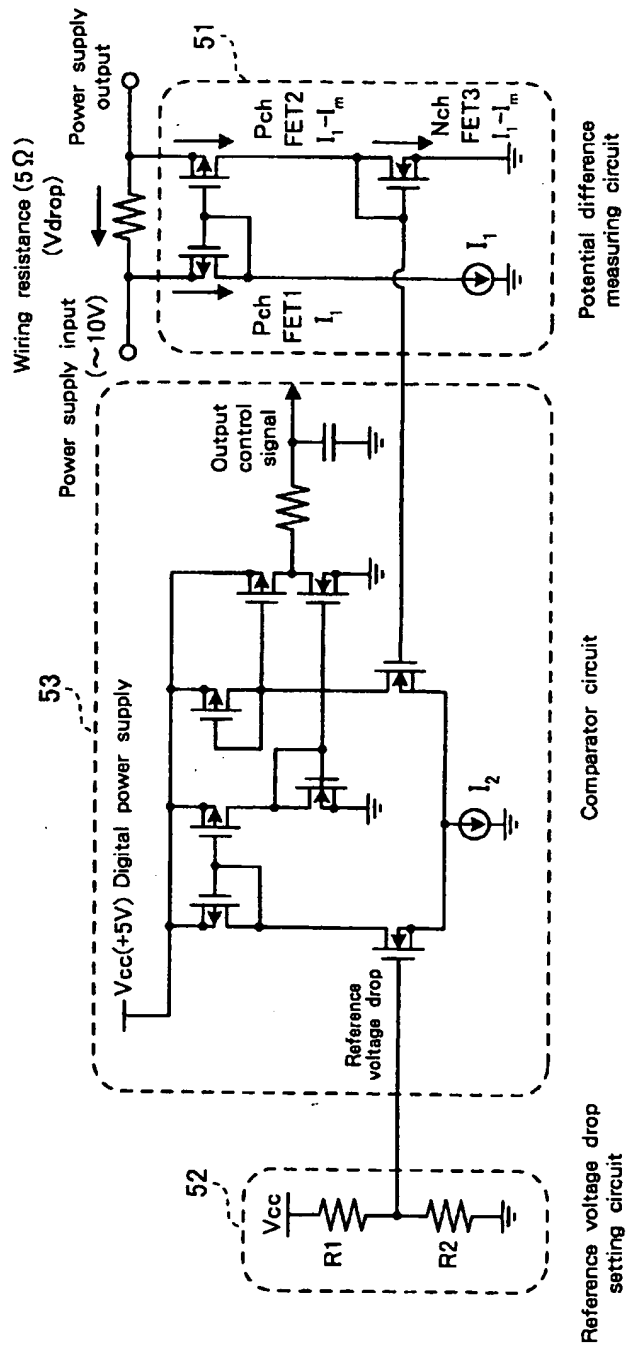 53
51
52
Wiring resistance (5Ω)
(Vdrop)
Power supply input
(∼10V)
Power supply
output
Vcc(+5V) Digital power supply
Output
control
signal
Pch
FET1
I₁
Pch
FET2
I₁-Iₘ
Nch
FET3
I₁-Iₘ
I₁
I₂
Reference
voltage drop
Vcc
R1
R2
Reference voltage drop
setting circuit
Comparator circuit
Potential difference
measuring circuit